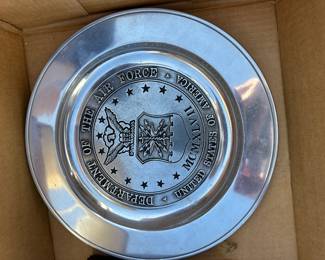 DEPARTMENT OF THE AIR FORCE
UNITED STATES OF AMERICA
MCMXLVII